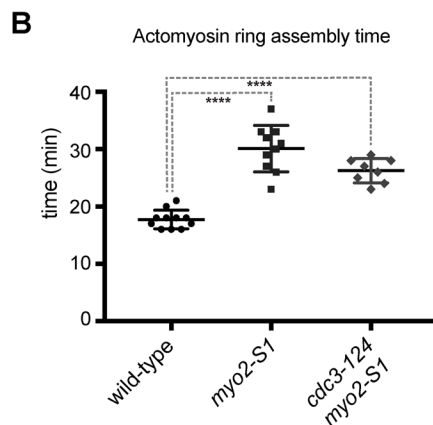 B
Actomyosin ring assembly time
****
****
time (min)
40
30
20
10
0
wild-type
myo2-S1
cdc3-124
myo2-S1